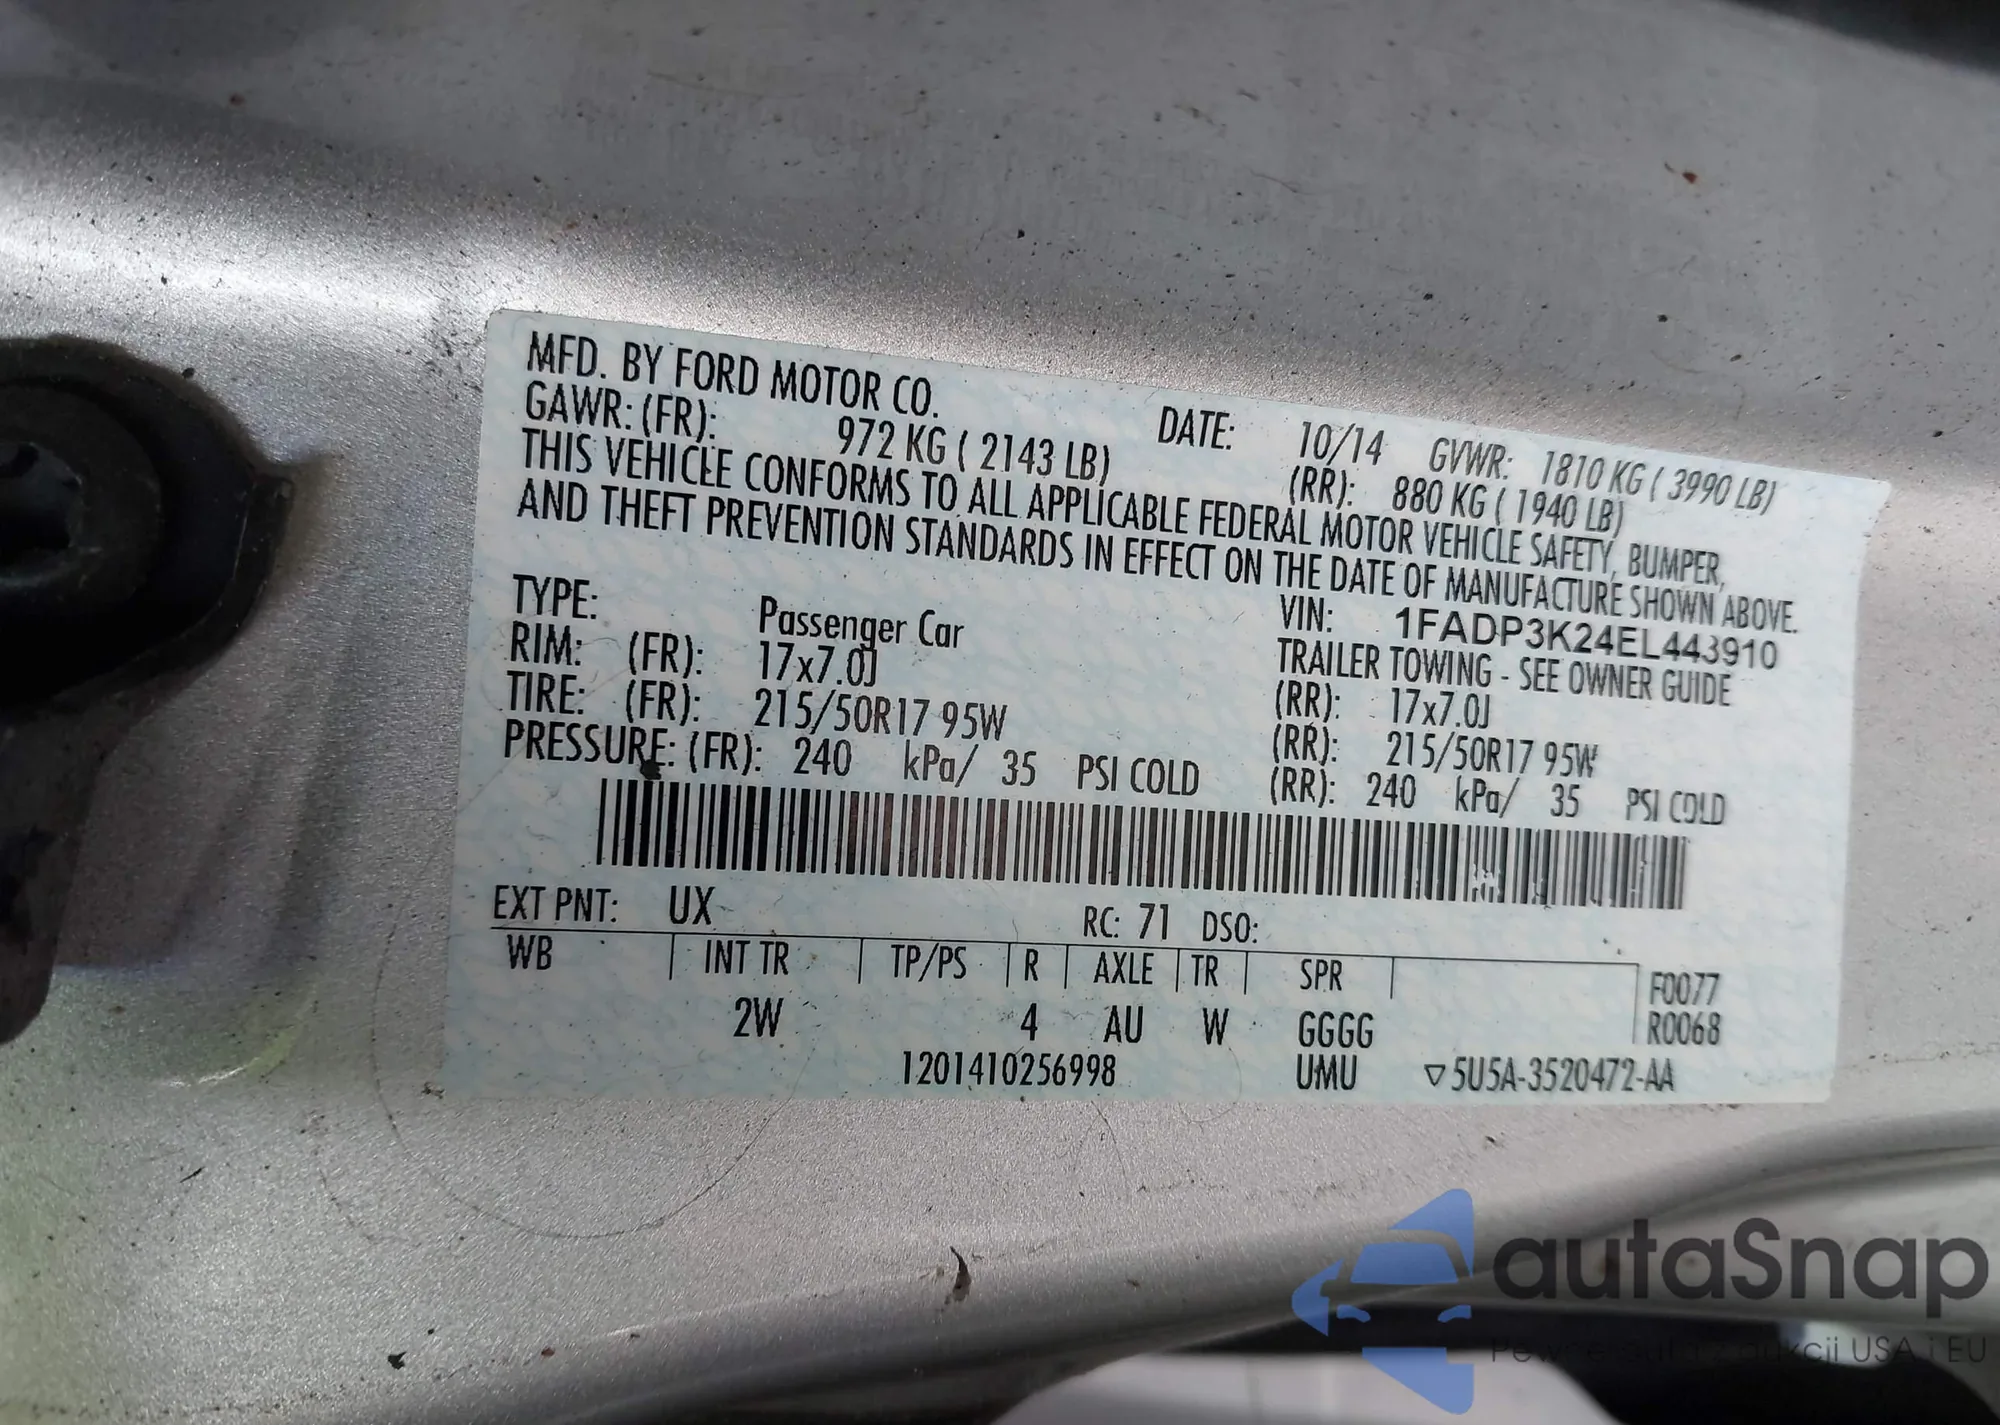 MFD. BY FORD MOTOR CO. DATE: 10/14 GVWR: 1810 KG ( 3990 LB)
GAWR: (FR): 972 KG ( 2143 LB) (RR): 880 KG ( 1940 LB)
THIS VEHICLE CONFORMS TO ALL APPLICABLE FEDERAL MOTOR VEHICLE SAFETY, BUMPER,
AND THEFT PREVENTION STANDARDS IN EFFECT ON THE DATE OF MANUFACTURE SHOWN ABOVE.
VIN: 1FADP3K24EL443910
TYPE: Passenger Car TRAILER TOWING - SEE OWNER GUIDE
RIM: (FR): 17x7.0J (RR): 17x7.0J
TIRE: (FR): 215/50R17 95W (RR): 215/50R17 95W
PRESSURE: (FR): 240 kPa/ 35 PSI COLD (RR): 240 kPa/ 35 PSI COLD
EXT PNT: UX RC: 71 DSO:
WB INT TR TP/PS R AXLE TR SPR F0077
2W 4 AU W GGGG R0068
1201410256998 UMU ▽5U5A-3520472-AA
autaSnap
Pewne auta z aukcji USA i EU